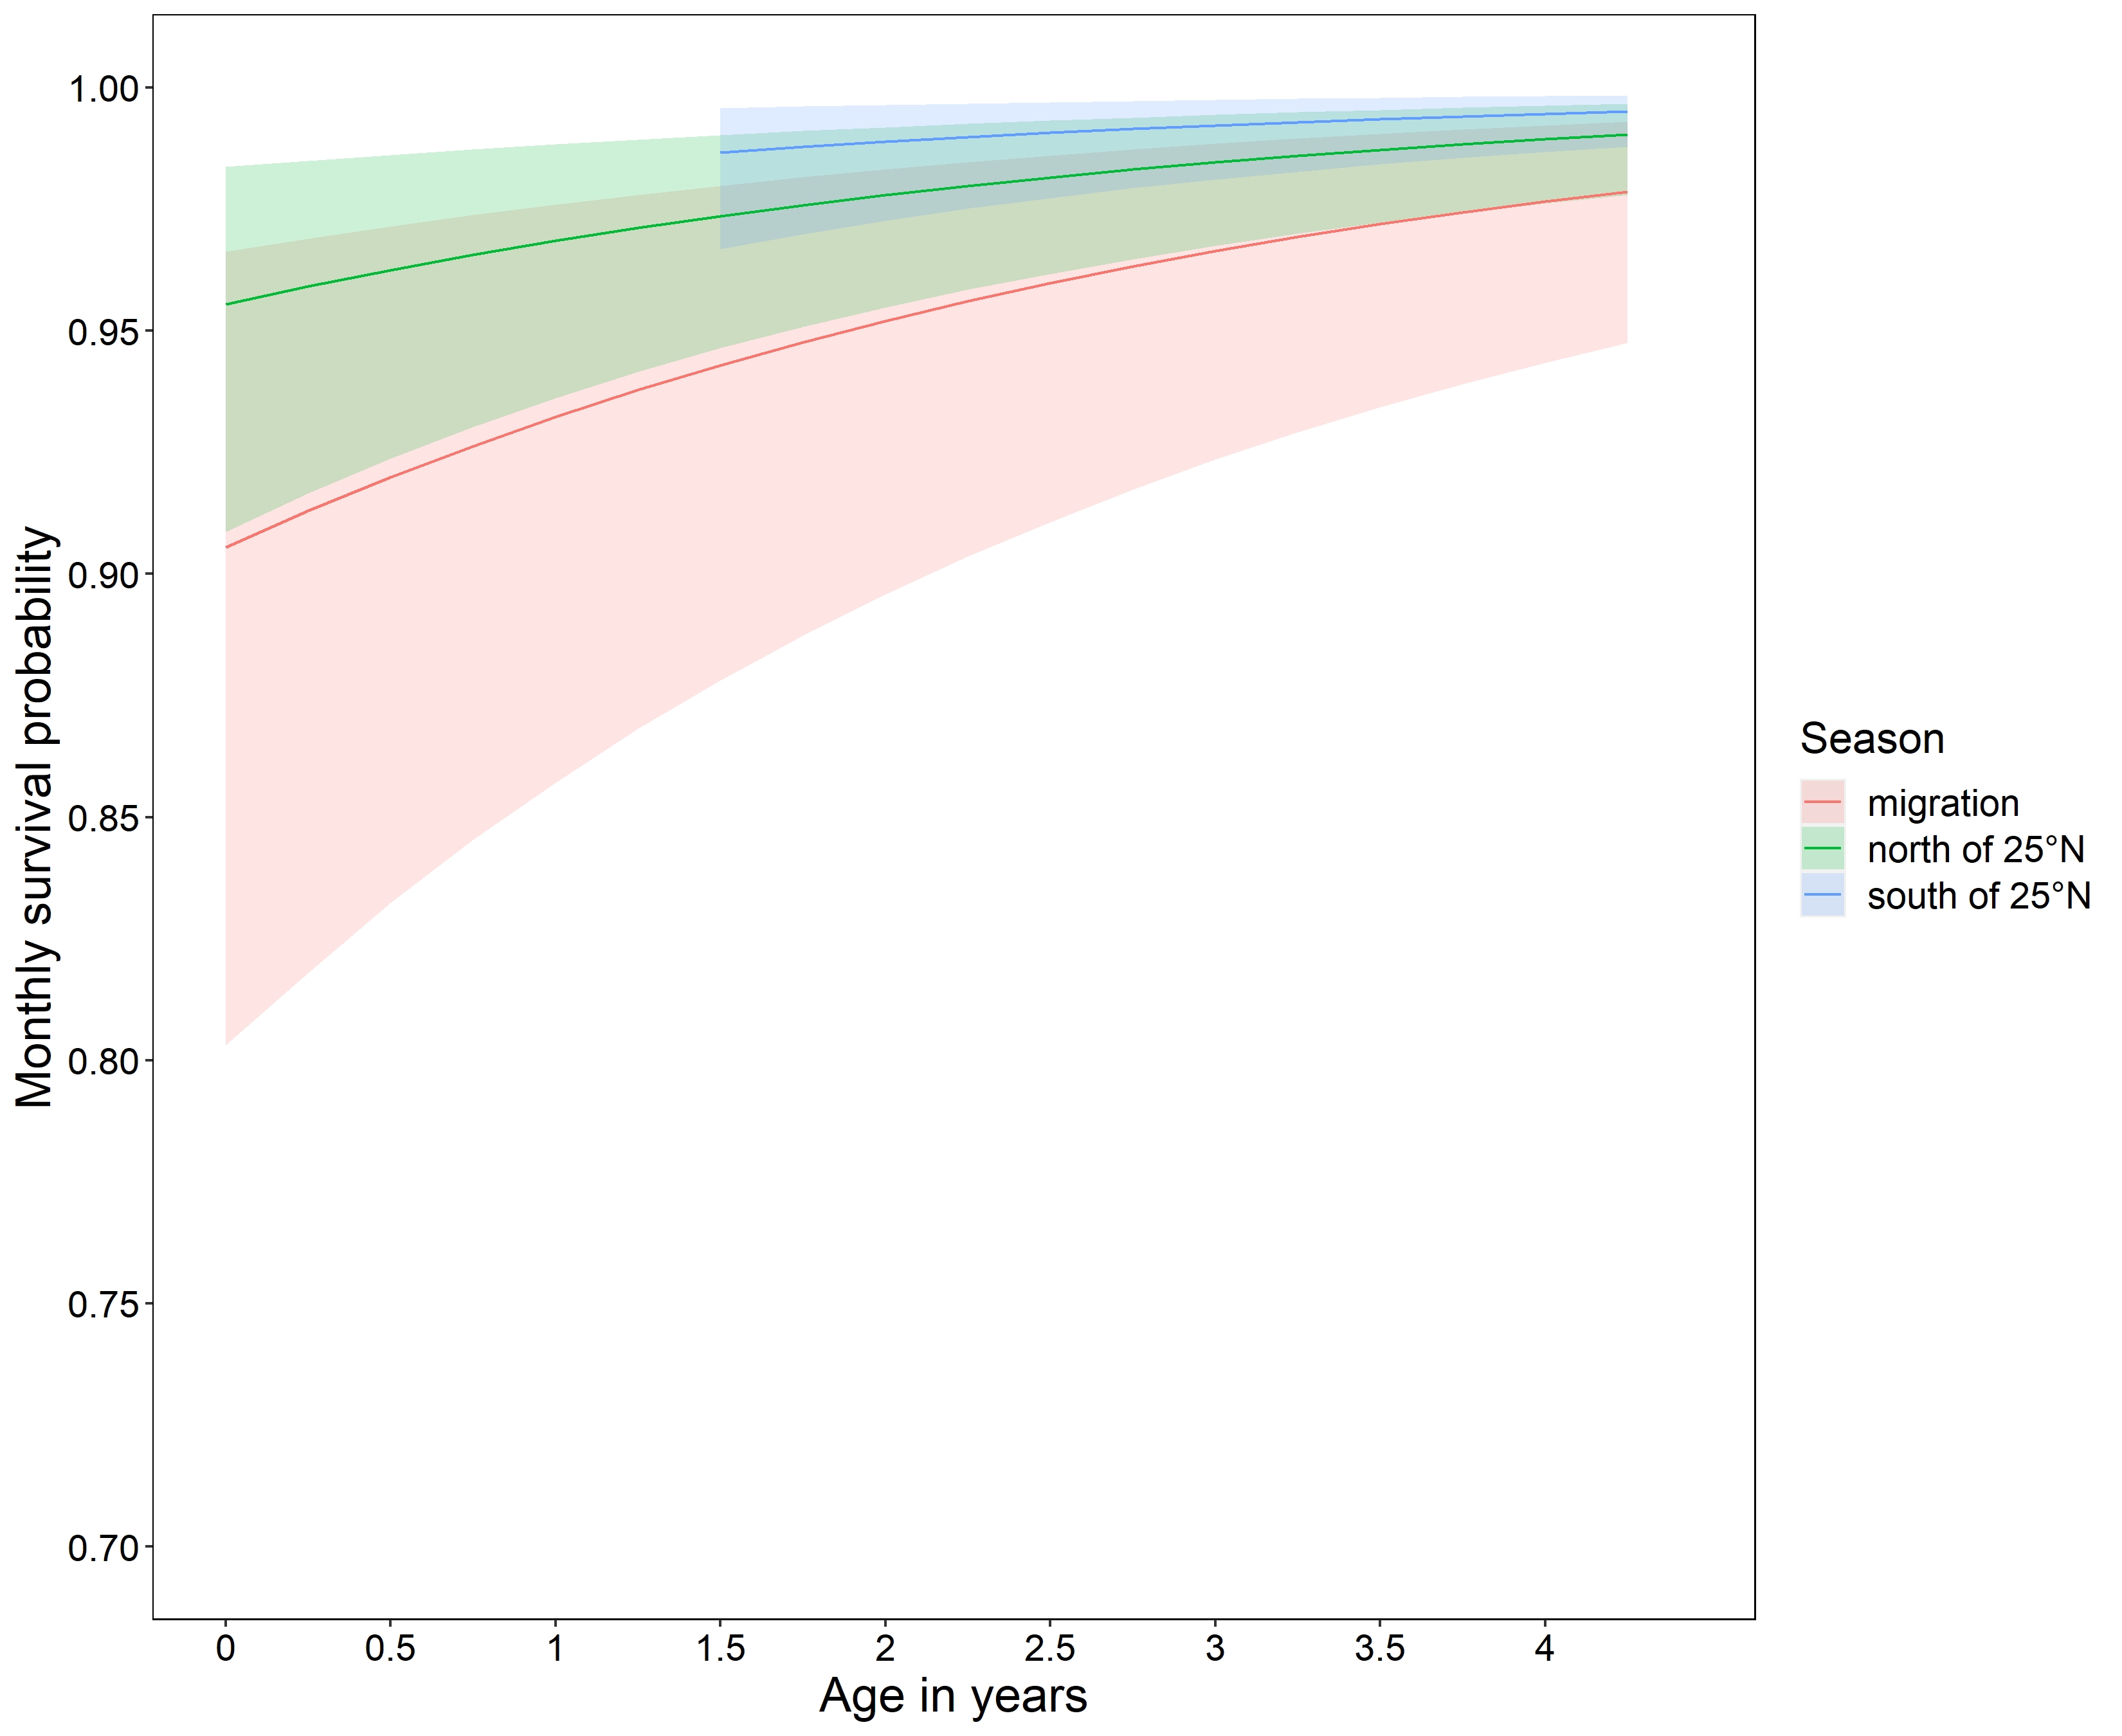 Monthly survival probability
1.00
0.95
0.90
0.85
0.80
0.75
0.70
0 0.5 1 1.5 2 2.5 3 3.5 4
Age in years
Season
migration
north of 25°N
south of 25°N